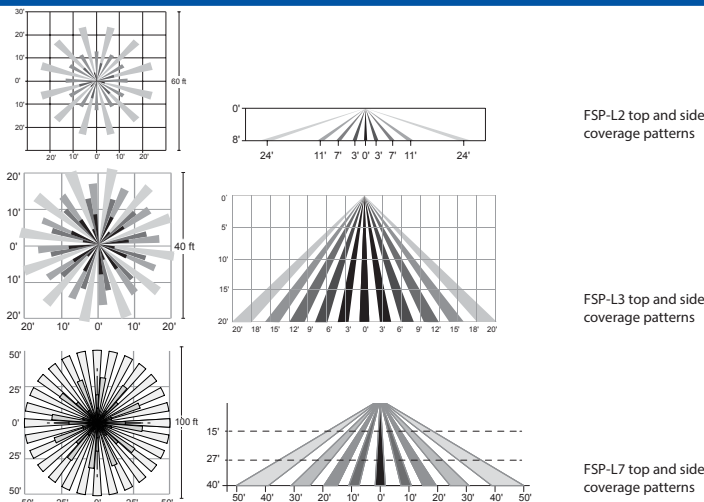 30'
20'
10'
0'
10'
20'
20' 10' 0' 10' 20'
60 ft
0'
8'
24' 11' 7' 3' 0' 3' 7' 11' 24'
FSP-L2 top and side
coverage patterns
20'
10'
0'
10'
20'
20' 10' 0' 10' 20'
40 ft
0'
5'
10'
15'
20'
20' 18' 15' 12' 9' 6' 3' 0' 3' 6' 9' 12' 15' 18' 20'
FSP-L3 top and side
coverage patterns
50'
25'
0'
25'
50'
50' 25' 0' 25' 50'
100 ft
15'
27'
40'
50' 40' 30' 20' 10' 0' 10' 20' 30' 40' 50'
FSP-L7 top and side
coverage patterns